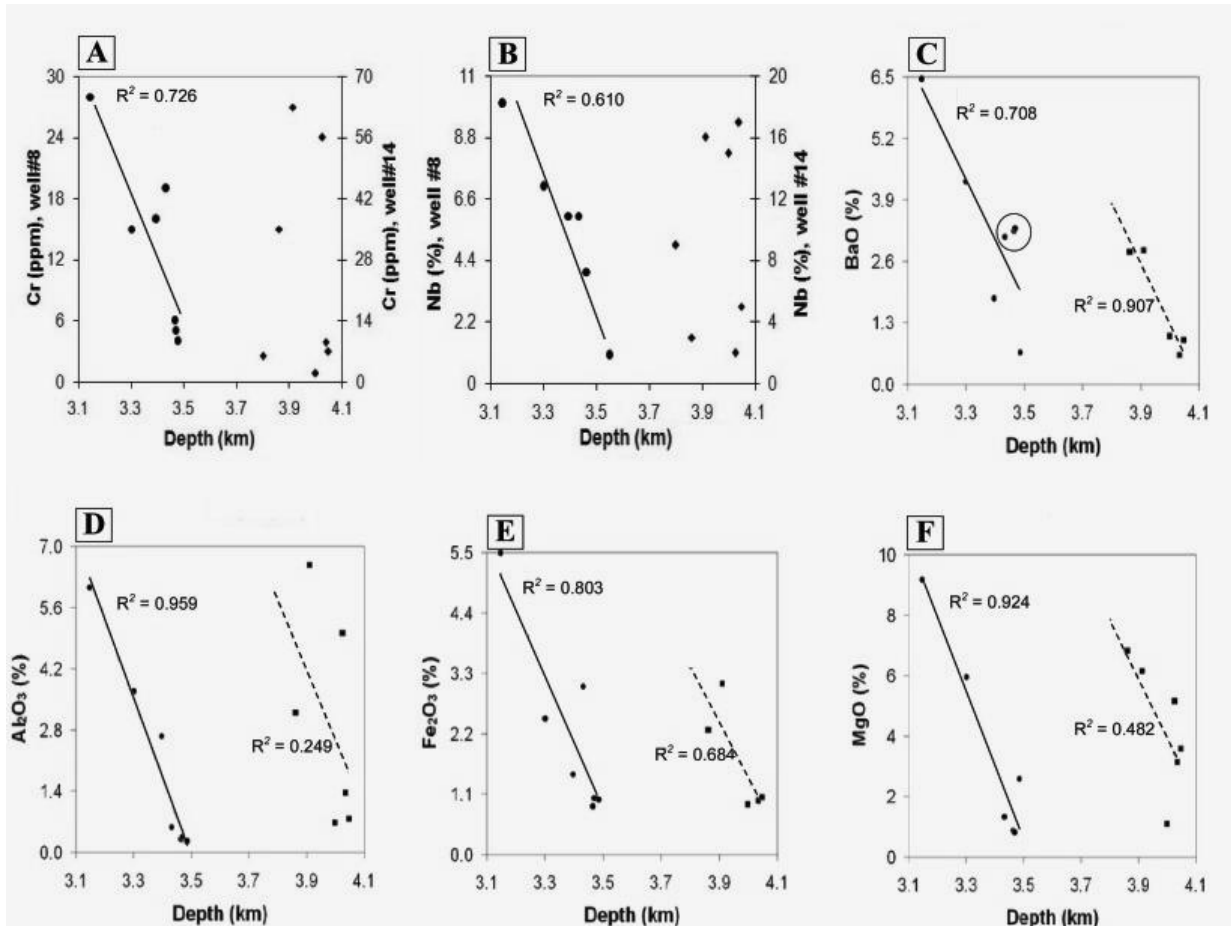 A
30
24
18
12
6
0
Cr (ppm), well#8
R² = 0.726
70
56
42
28
14
0
Cr (ppm), well#14
3.1 3.3 3.5 3.7 3.9 4.1
Depth (km)
B
11
8.8
6.6
4.4
2.2
0
Nb (%), well #8
R² = 0.610
20
16
12
8
4
0
Nb (%), well #14
3.1 3.3 3.5 3.7 3.9 4.1
Depth (km)
C
6.5
5.2
3.9
2.6
1.3
0.0
BaO (%)
R² = 0.708
R² = 0.907
3.1 3.3 3.5 3.7 3.9 4.1
Depth (km)
D
7.0
5.6
4.2
2.8
1.4
0.0
Al₂O₃ (%)
R² = 0.959
R² = 0.249
3.1 3.3 3.5 3.7 3.9 4.1
Depth (km)
E
5.5
4.4
3.3
2.2
1.1
0.0
Fe₂O₃ (%)
R² = 0.803
R² = 0.684
3.1 3.3 3.5 3.7 3.9 4.1
Depth (km)
F
10
8
6
4
2
0
MgO (%)
R² = 0.924
R² = 0.482
3.1 3.3 3.5 3.7 3.9 4.1
Depth (km)